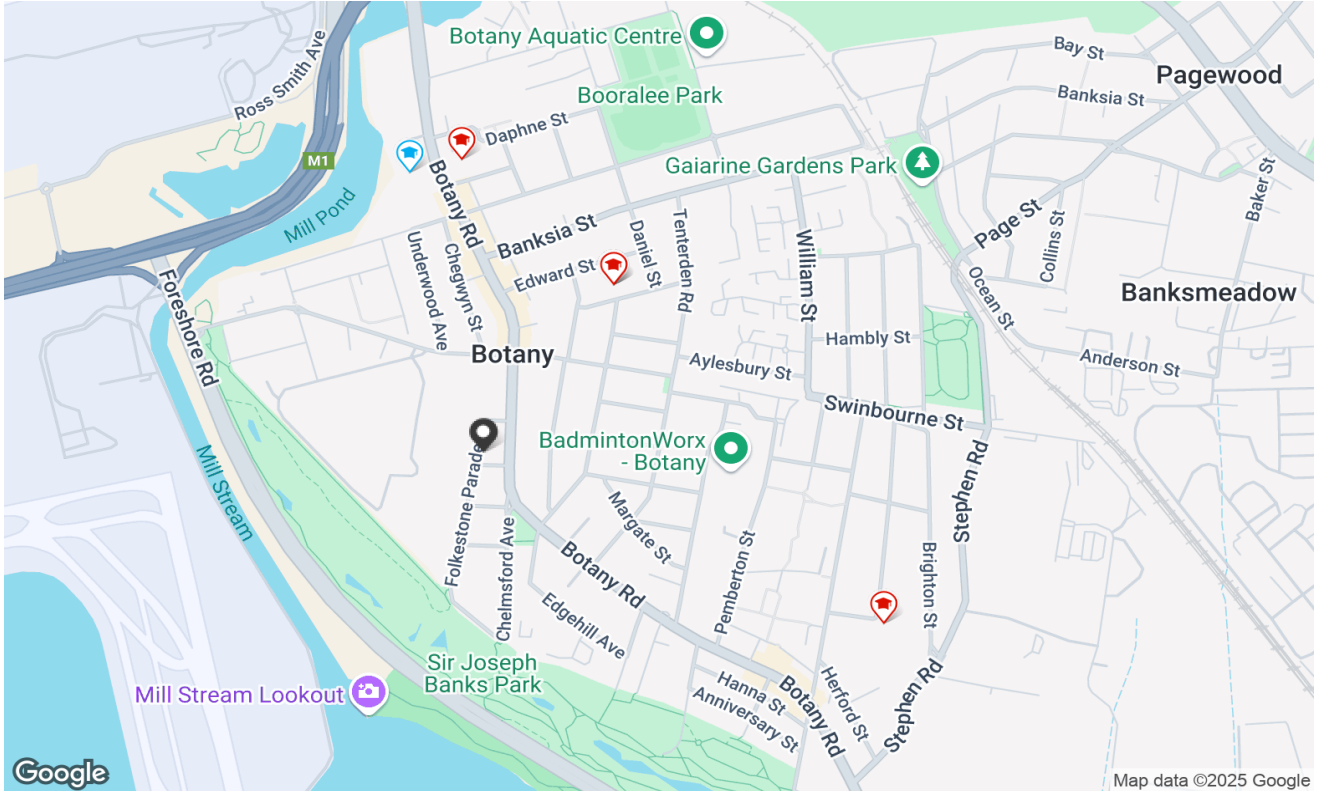 Botany Aquatic Centre
Bay St
Pagewood
Ross Smith Ave
Booralee Park
Banksia St
Daphne St
M1
Gaiarine Gardens Park
Botany Rd
Baker St
Mill Pond
Banksia St
Tenterden Rd
Page St
Collins St
Underwood Ave
Chegwyn St
Daniel St
William St
Edward St
Ocean St
Banksmeadow
Foreshore Rd
Hambly St
Botany
Aylesbury St
Anderson St
Swinbourne St
BadmintonWorx
- Botany
Mill Stream
Folkestone Parade
Stephen Rd
Margate St
Chelmsford Ave
Botany Rd
Pemberton St
Brighton St
Edgehill Ave
Sir Joseph
Banks Park
Mill Stream Lookout
Hanna St
Anniversary St
Botany Rd
Herford St
Stephen Rd
Google
Map data ©2025 Google